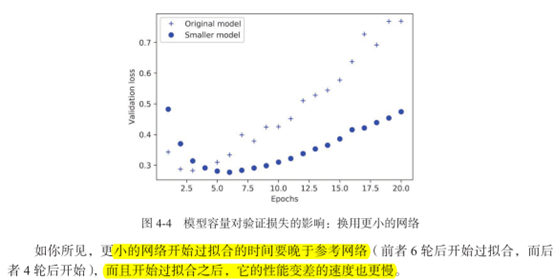 Original model
Smaller model
0.7
0.6
0.5
0.4
0.3
Validation loss
2.5 5.0 7.5 10.0 12.5 15.0 17.5 20.0
Epochs
图 4-4 模型容量对验证损失的影响：换用更小的网络
如你所见，更小的网络开始过拟合的时间要晚于参考网络（前者 6 轮后开始过拟合，而后
者 4 轮后开始），而且开始过拟合之后，它的性能变差的速度也更慢。